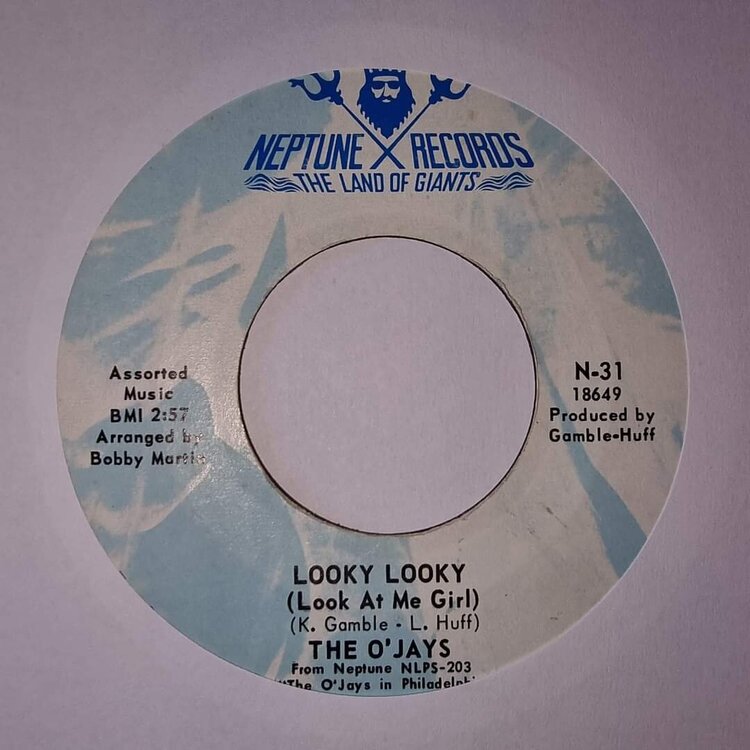 NEPTUNE RECORDS
THE LAND OF GIANTS
Assorted
Music
BMI 2:57
Arranged by
Bobby Martin
N-31
18649
Produced by
Gamble-Huff
LOOKY LOOKY
(Look At Me Girl)
(K. Gamble - L. Huff)
THE O'JAYS
From Neptune NLPS-203
"The O'Jays in Philadelphi